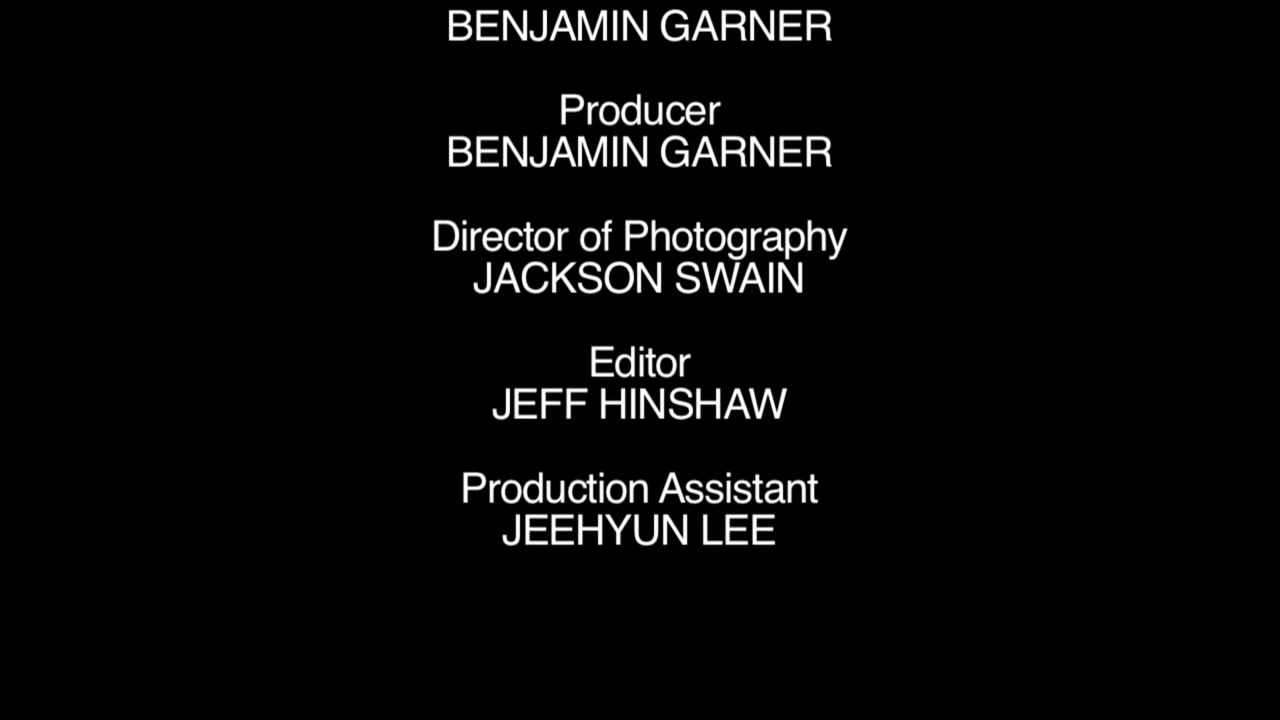 BENJAMIN GARNER
Producer
BENJAMIN GARNER
Director of Photography
JACKSON SWAIN
Editor
JEFF HINSHAW
Production Assistant
JEEHYUN LEE